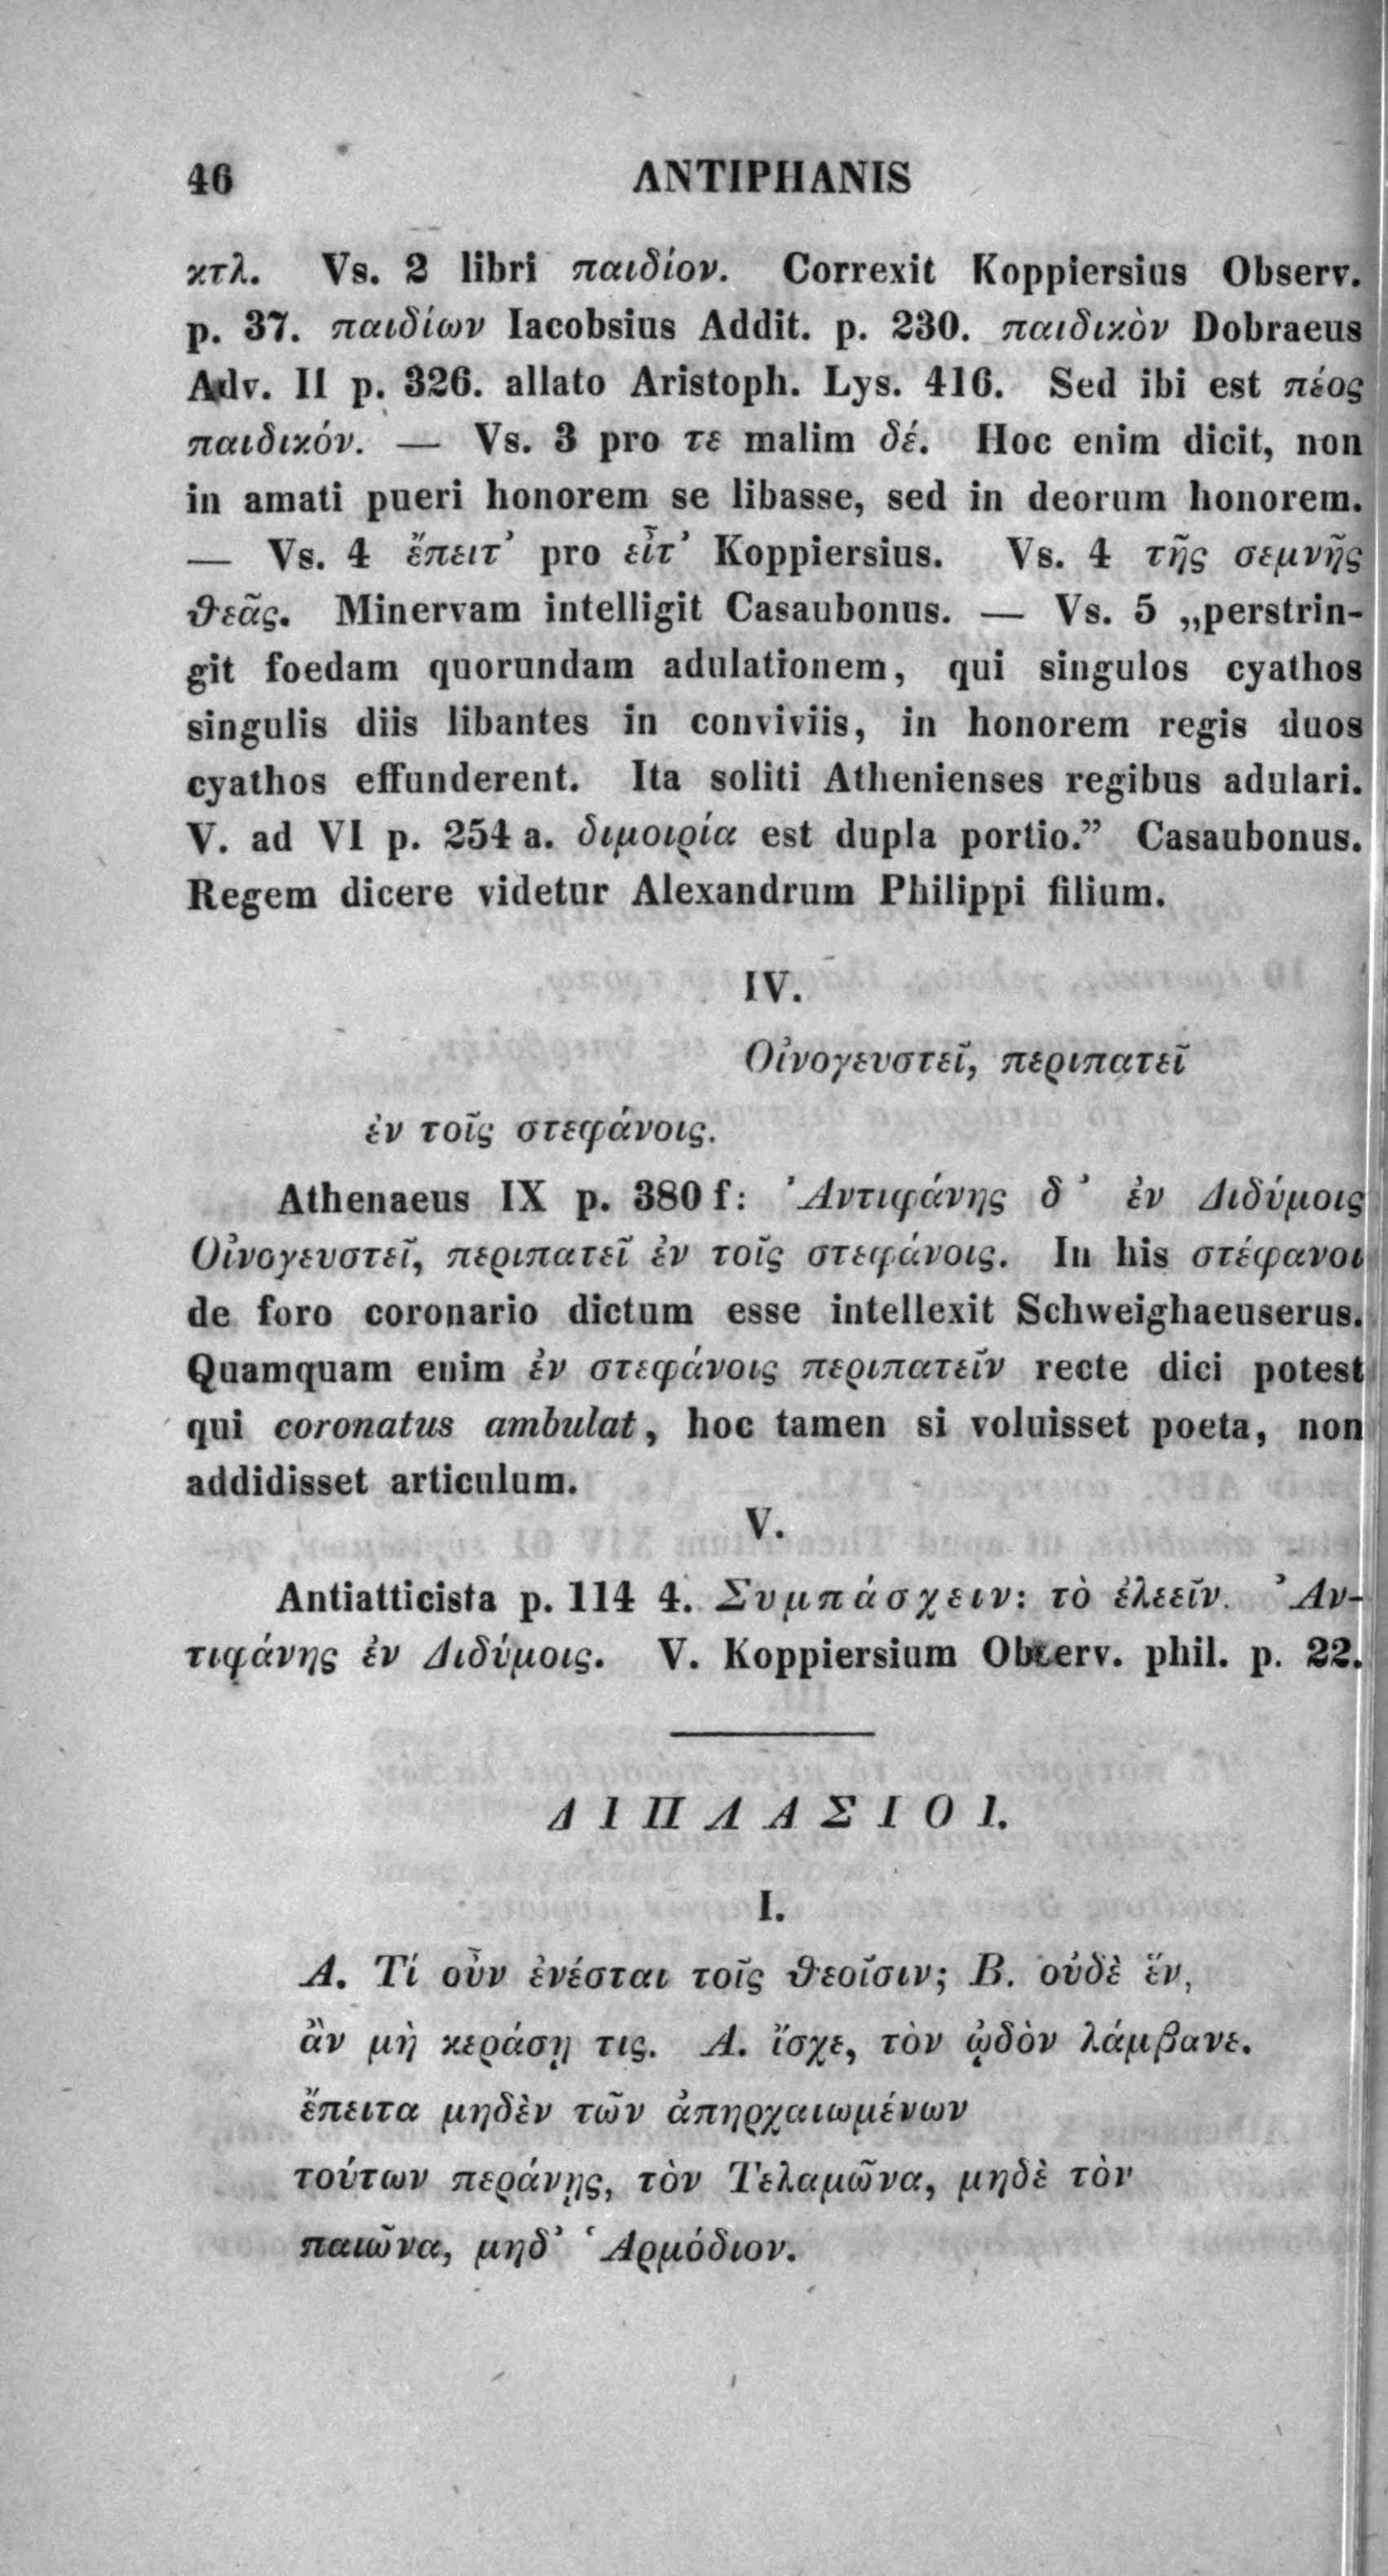 46 ANTIPHANIS
κτλ. Vs. 2 libri παιδίον. Correxit Koppiersius Observ.
p. 37. παιδίων Iacobsius Addit. p. 230. παιδικὸν Dobraeus
Adv. II p. 326. allato Aristoph. Lys. 416. Sed ibi est πέος
παιδικόν. — Vs. 3 pro τε malim δέ. Hoc enim dicit, non
in amati pueri honorem se libasse, sed in deorum honorem.
— Vs. 4 ἔπειτ’ pro εἶτ’ Koppiersius. Vs. 4 τῆς σεμνῆς
θεᾶς. Minervam intelligit Casaubonus. — Vs. 5 „perstrin-
git foedam quorundam adulationem, qui singulos cyathos
singulis diis libantes in conviviis, in honorem regis duos
cyathos effunderent. Ita soliti Athenienses regibus adulari.
V. ad VI p. 254 a. διμοιρία est dupla portio.” Casaubonus.
Regem dicere videtur Alexandrum Philippi filium.
IV.
Οἰνογευστεῖ, περιπατεῖ
ἐν τοῖς στεφάνοις.
Athenaeus IX p. 380 f: Ἀντιφάνης δ’ ἐν Διδύμοις
Οἰνογευστεῖ, περιπατεῖ ἐν τοῖς στεφάνοις. In his στέφανοι
de foro coronario dictum esse intellexit Schweighaeuserus.
Quamquam enim ἐν στεφάνοις περιπατεῖν recte dici potest
qui coronatus ambulat, hoc tamen si voluisset poeta, non
addidisset articulum.
V.
Antiatticista p. 114 4. Συμπάσχειν: τὸ ἐλεεῖν. Ἀν-
τιφάνης ἐν Διδύμοις. V. Koppiersium Observ. phil. p. 22.
ΔΙΠΛΑΣΙΟΙ.
I.
Α. Τί οὖν ἐνέσται τοῖς θεοῖσιν; Β. οὐδὲ ἕν,
ἂν μὴ κεράσῃ τις. Α. ἴσχε, τὸν ᾠδὸν λάμβανε.
ἔπειτα μηδὲν τῶν ἀπηρχαιωμένων
τούτων περάνῃς, τὸν Τελαμῶνα, μηδὲ τὸν
παιῶνα, μηδ’ Ἁρμόδιον.